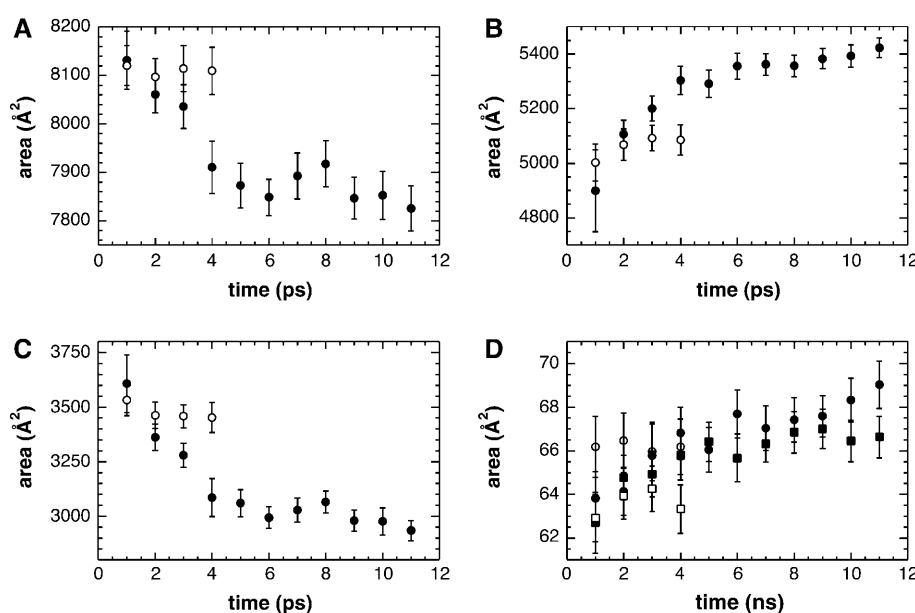 A
8200
8100
8000
7900
7800
area (Å²)
0 2 4 6 8 10 12
time (ps)
B
5400
5200
5000
4800
area (Å²)
0 2 4 6 8 10 12
time (ps)
C
3750
3500
3250
3000
area (Å²)
0 2 4 6 8 10 12
time (ps)
D
70
68
66
64
62
area (Å²)
0 2 4 6 8 10 12
time (ns)